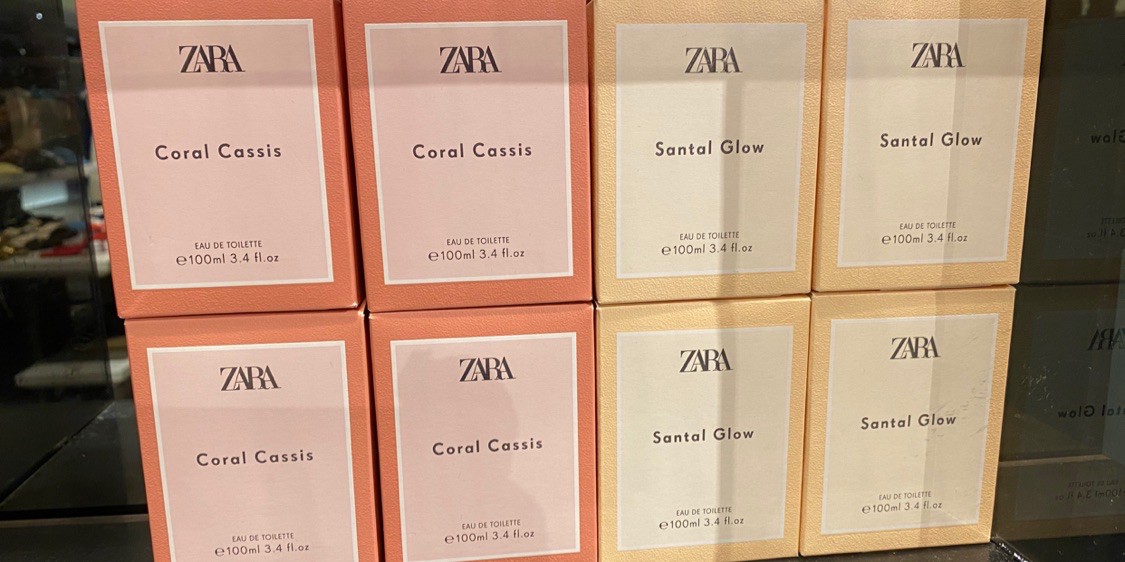 ZARA
Coral Cassis
EAU DE TOILETTE
℮100ml 3.4 fl.oz
ZARA
Coral Cassis
EAU DE TOILETTE
℮100ml 3.4 fl.oz
ZARA
Santal Glow
EAU DE TOILETTE
℮100ml 3.4 fl.oz
ZARA
Santal Glow
EAU DE TOILETTE
℮100ml 3.4 fl.oz
ZARA
Coral Cassis
EAU DE TOILETTE
℮100ml 3.4 fl.oz
ZARA
Coral Cassis
EAU DE TOILETTE
℮100ml 3.4 fl.oz
ZARA
Santal Glow
EAU DE TOILETTE
℮100ml 3.4 fl.oz
ZARA
Santal Glow
EAU DE TOILETTE
℮100ml 3.4 fl.oz